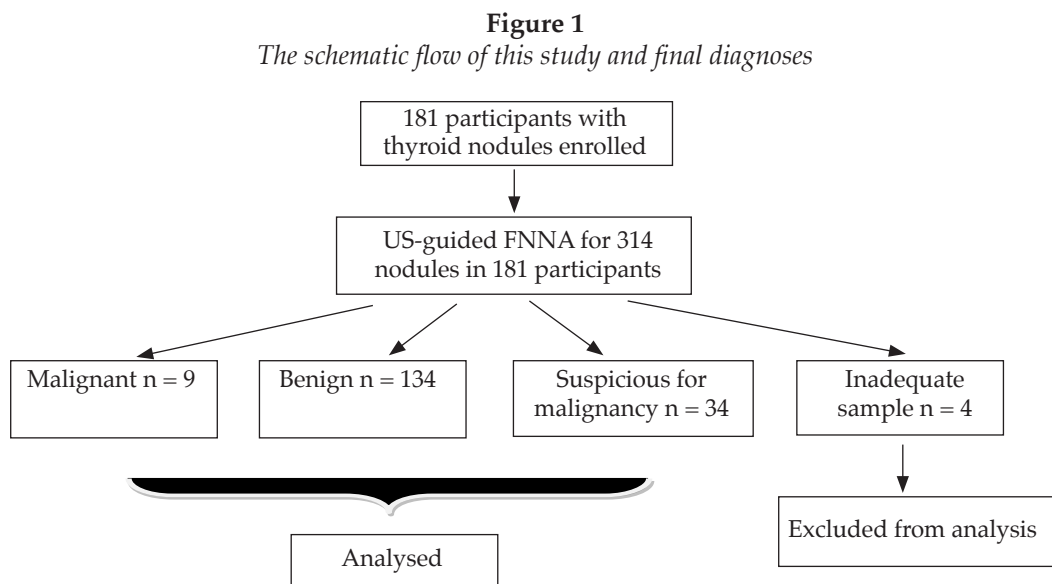 Figure 1
The schematic flow of this study and final diagnoses
181 participants with
thyroid nodules enrolled
US-guided FNNA for 314
nodules in 181 participants
Malignant n = 9
Benign n = 134
Suspicious for
malignancy n = 34
Inadequate
sample n = 4
Analysed
Excluded from analysis